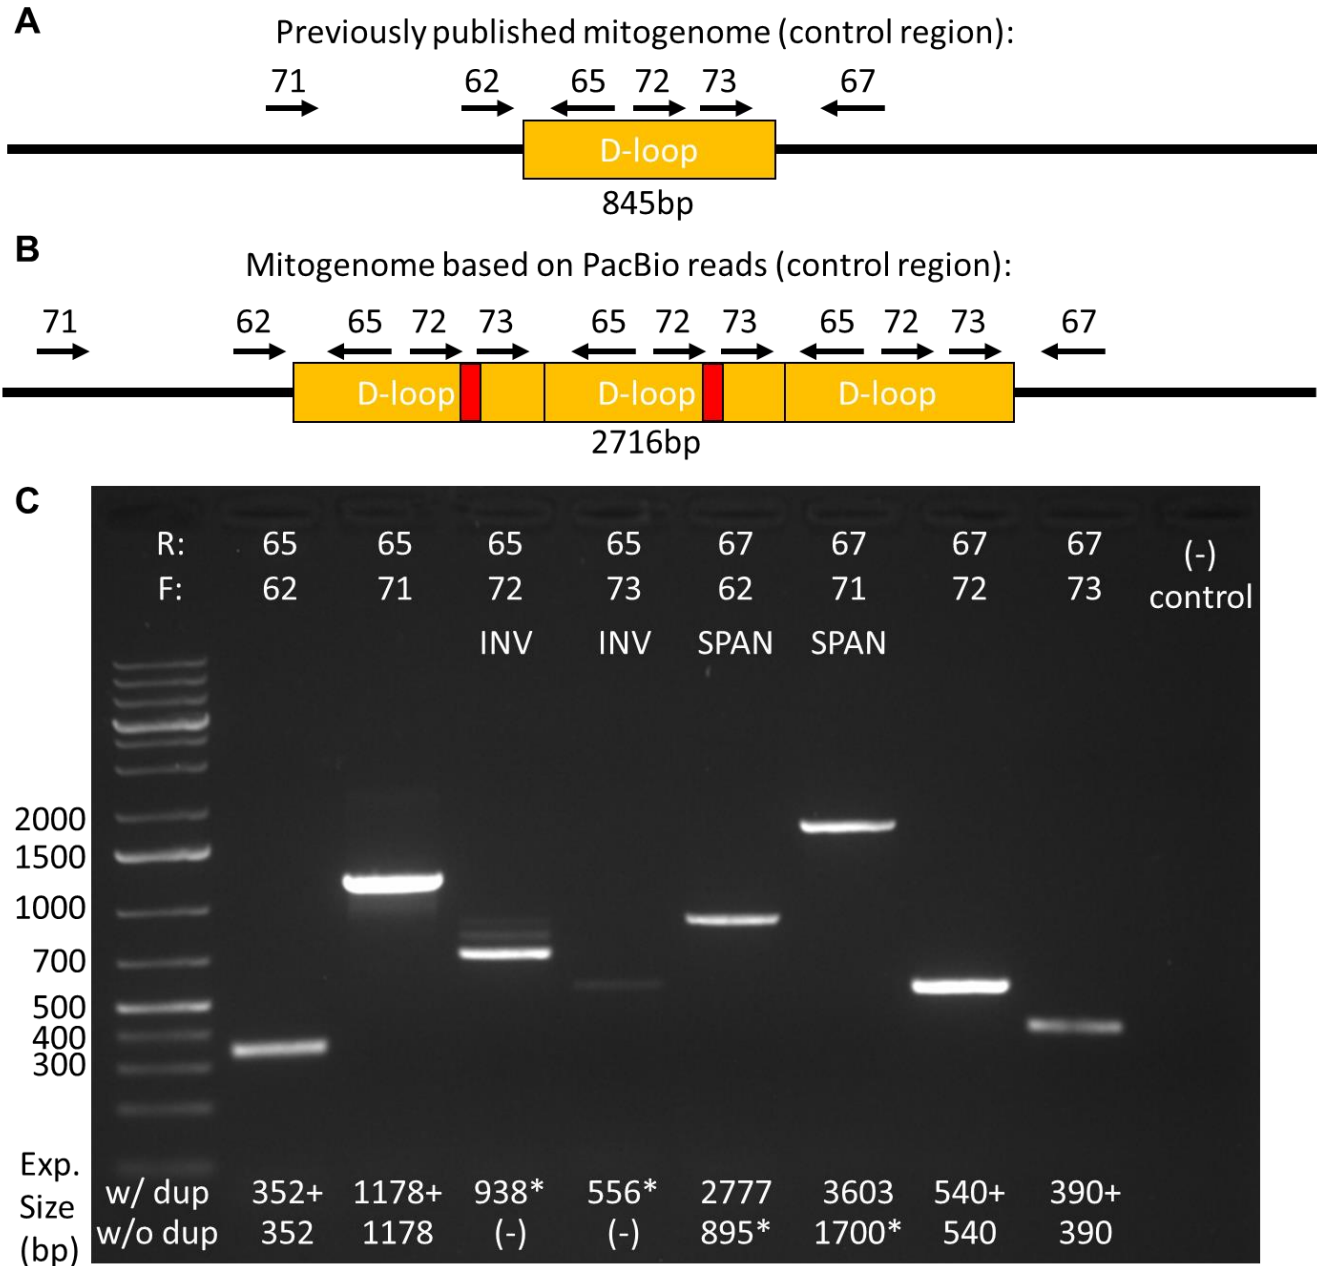 A
Previously published mitogenome (control region):
71 62 65 72 73 67
D-loop
845bp
B
Mitogenome based on PacBio reads (control region):
71 62 65 72 73 65 72 73 65 72 73 67
D-loop D-loop D-loop
2716bp
C
R: 65 65 65 65 67 67 67 67 (-)
F: 62 71 72 73 62 71 72 73 control
INV INV SPAN SPAN
2000
1500
1000
700
500
400
300
Exp.
Size
(bp)
w/ dup 352+ 1178+ 938* 556* 2777 3603 540+ 390+
w/o dup 352 1178 (-) (-) 895* 1700* 540 390